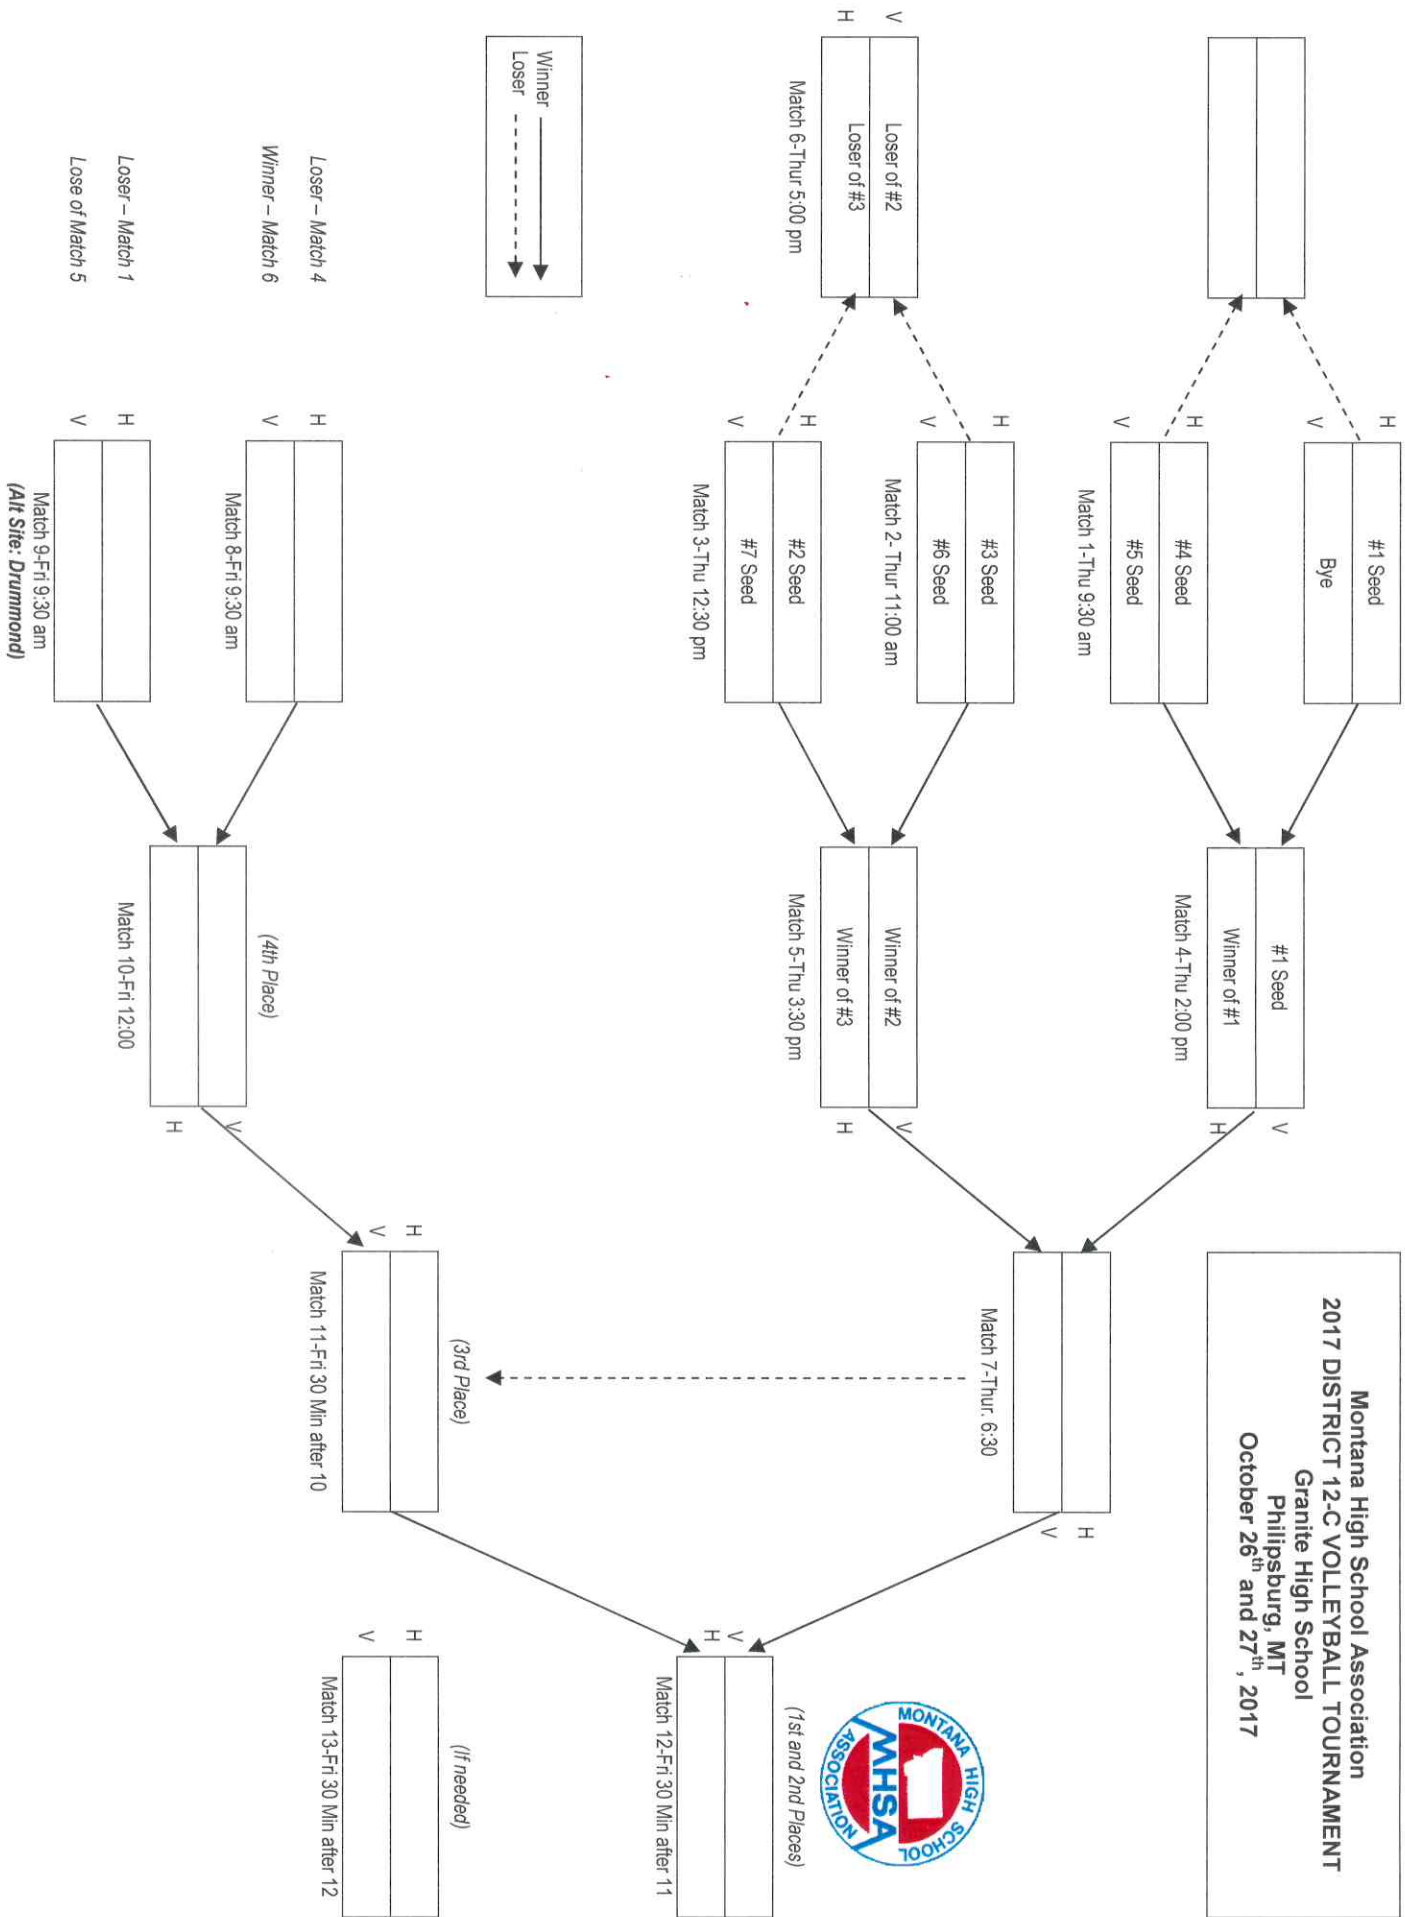 Montana High School Association
2017 DISTRICT 12-C VOLLEYBALL TOURNAMENT
Granite High School
Philipsburg, MT
October 26th and 27th, 2017
H
#1 Seed
V
Bye
H
#4 Seed
V
#5 Seed
Match 1-Thu 9:30 am
#1 Seed
V
Winner of #1
H
Match 4-Thu 2:00 pm
H
#3 Seed
V
#6 Seed
Match 2- Thur 11:00 am
H
#2 Seed
V
#7 Seed
Match 3-Thu 12:30 pm
V
Loser of #2
H
Loser of #3
Match 6-Thur 5:00 pm
Winner of #2
V
Winner of #3
H
Match 5-Thu 3:30 pm
H
V
Match 7-Thur. 6:30
MONTANA HIGH SCHOOL
MHSA
ASSOCIATION
(1st and 2nd Places)
V
H
Match 12-Fri 30 Min after 11
Winner
Loser
(3rd Place)
H
V
Match 11-Fri 30 Min after 10
(If needed)
H
V
Match 13-Fri 30 Min after 12
Loser – Match 4
H
Winner – Match 6
V
Match 8-Fri 9:30 am
(4th Place)
V
H
Match 10-Fri 12:00
Loser – Match 1
H
Lose of Match 5
V
Match 9-Fri 9:30 am
(Alt Site: Drummond)